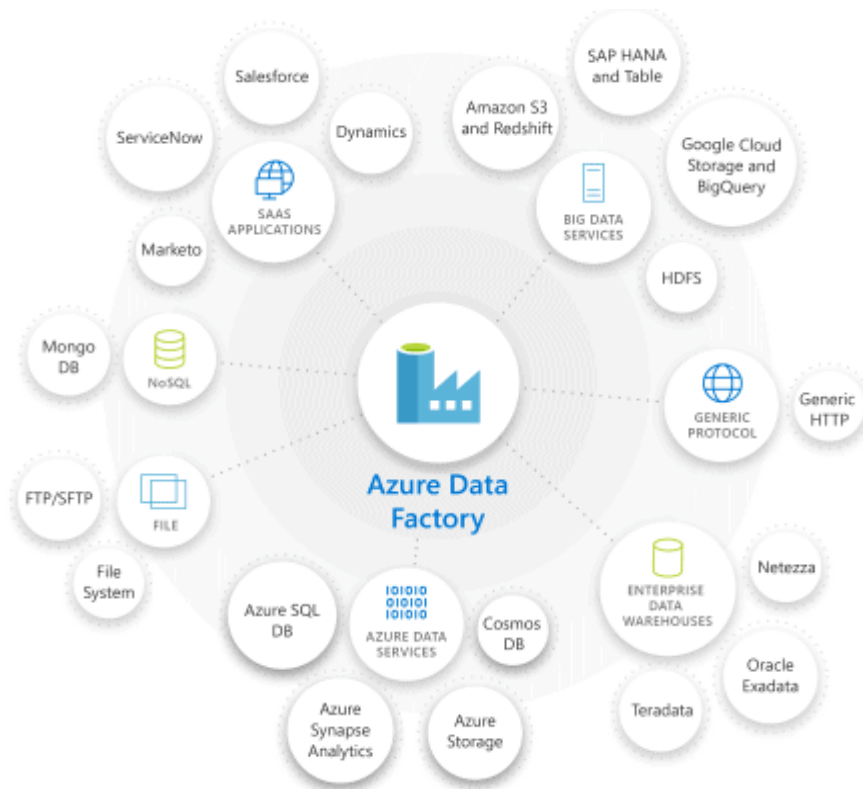 Salesforce
ServiceNow
Dynamics
SAAS
APPLICATIONS
Marketo
SAP HANA
and Table
Amazon S3
and Redshift
Google Cloud
Storage and
BigQuery
BIG DATA
SERVICES
HDFS
Mongo
DB
NoSQL
GENERIC
PROTOCOL
Generic
HTTP
Azure Data
Factory
FTP/SFTP
FILE
File
System
Azure SQL
DB
IOIOII
OIOIOI
IOIOIO
AZURE DATA
SERVICES
Cosmos
DB
Azure
Synapse
Analytics
Azure
Storage
ENTERPRISE
DATA
WAREHOUSES
Netezza
Oracle
Exadata
Teradata